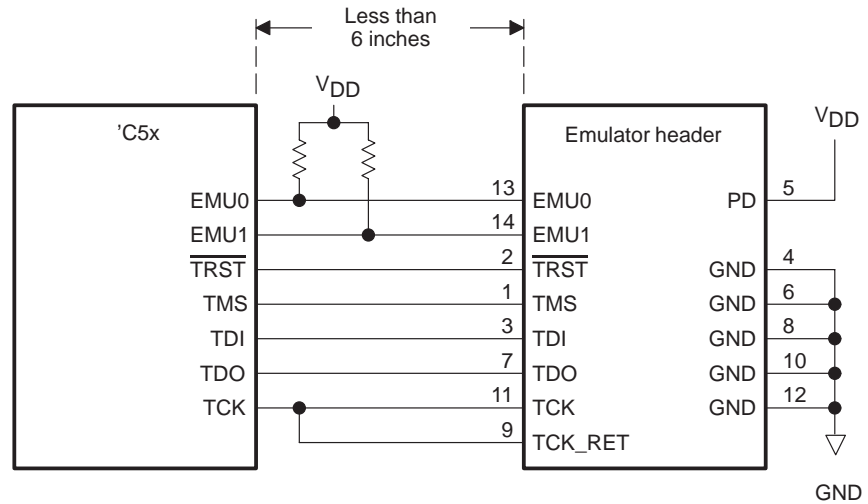 Less than
6 inches
VDD
'C5x
Emulator header
VDD
EMU0 13 EMU0 PD 5
EMU1 14 EMU1
TRST 2 TRST GND 4
TMS 1 TMS GND 6
TDI 3 TDI GND 8
TDO 7 TDO GND 10
TCK 11 TCK GND 12
9 TCK_RET
GND